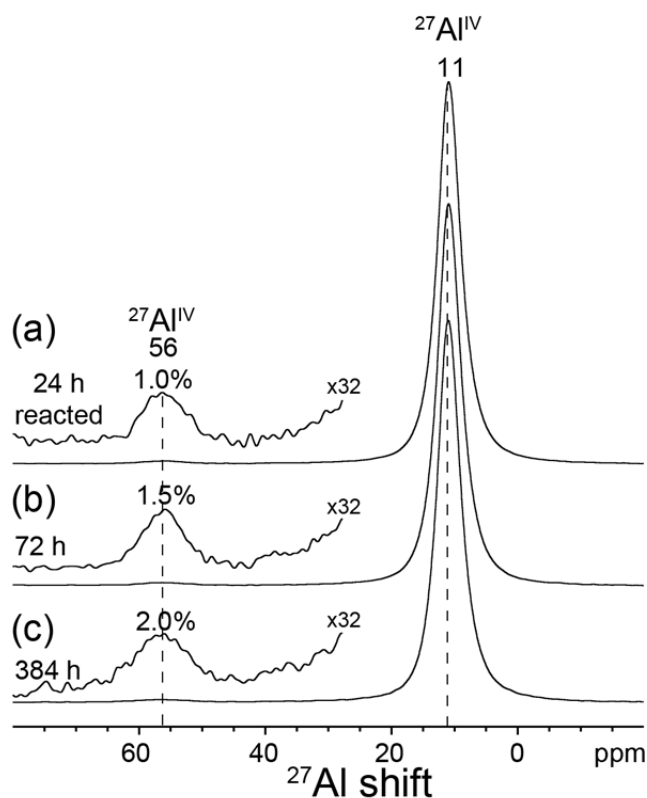 ²⁷Alᴵⱽ
11
(a)
²⁷Alᴵⱽ
56
24 h
reacted
1.0%
x32
(b)
72 h
1.5%
x32
(c)
384 h
2.0%
x32
60 40 20 0 ppm
²⁷Al shift